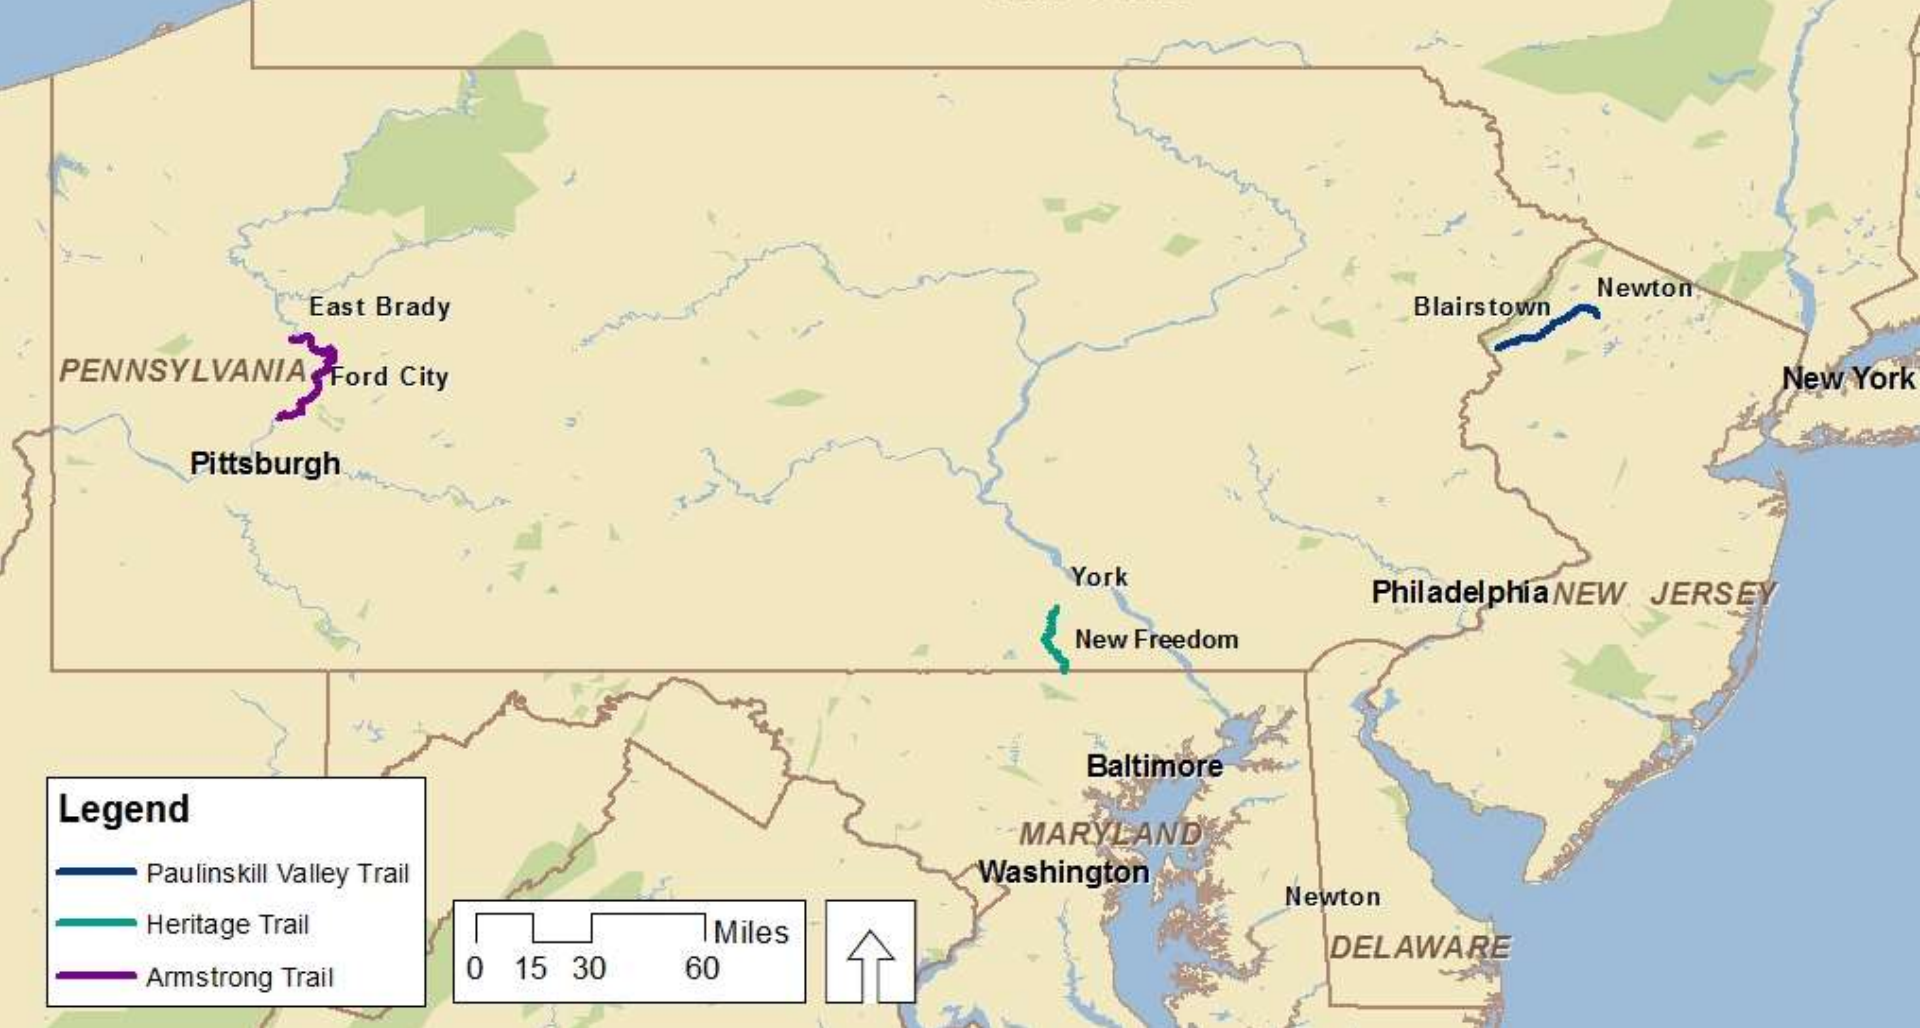 East Brady
Newton
Blairstown
PENNSYLVANIA
Ford City
New York
Pittsburgh
York
Philadelphia
NEW JERSEY
New Freedom
Baltimore
MARYLAND
Washington
Newton
DELAWARE
Legend
Paulinskill Valley Trail
Heritage Trail
Armstrong Trail
Miles
0 15 30 60